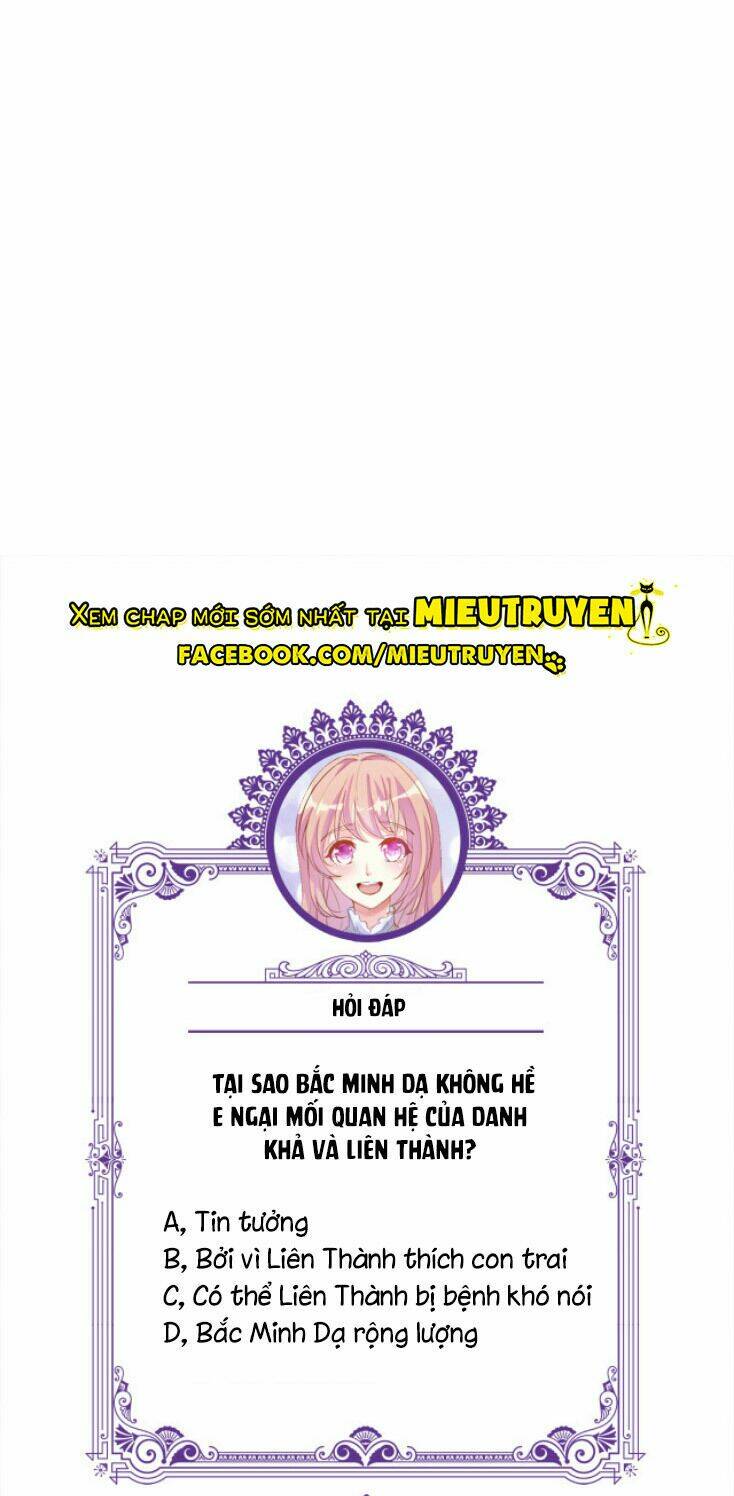 XEM CHAP MỚI SỚM NHẤT TẠI MIEUTRUYEN
FACEBOOK.COM/MIEUTRUYEN
HỎI ĐÁP
TẠI SAO BẮC MINH DẠ KHÔNG HỀ
E NGẠI MỐI QUAN HỆ CỦA DANH
KHẢ VÀ LIÊN THÀNH?
A, Tin tưởng
B, Bởi vì Liên Thành thích con trai
C, Có thể Liên Thành bị bệnh khó nói
D, Bắc Minh Dạ rộng lượng